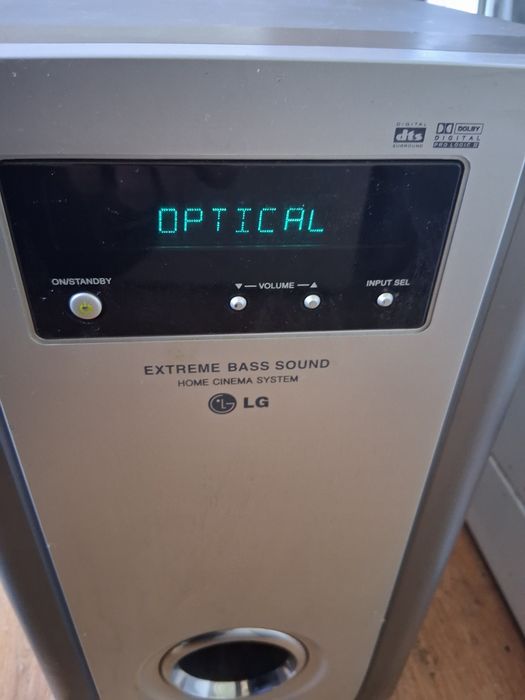 DIGITAL
dts
SURROUND
DOLBY
DIGITAL
PRO LOGIC II
OPTICAL
ON/STANDBY
▼ — VOLUME — ▲
INPUT SEL
EXTREME BASS SOUND
HOME CINEMA SYSTEM
LG